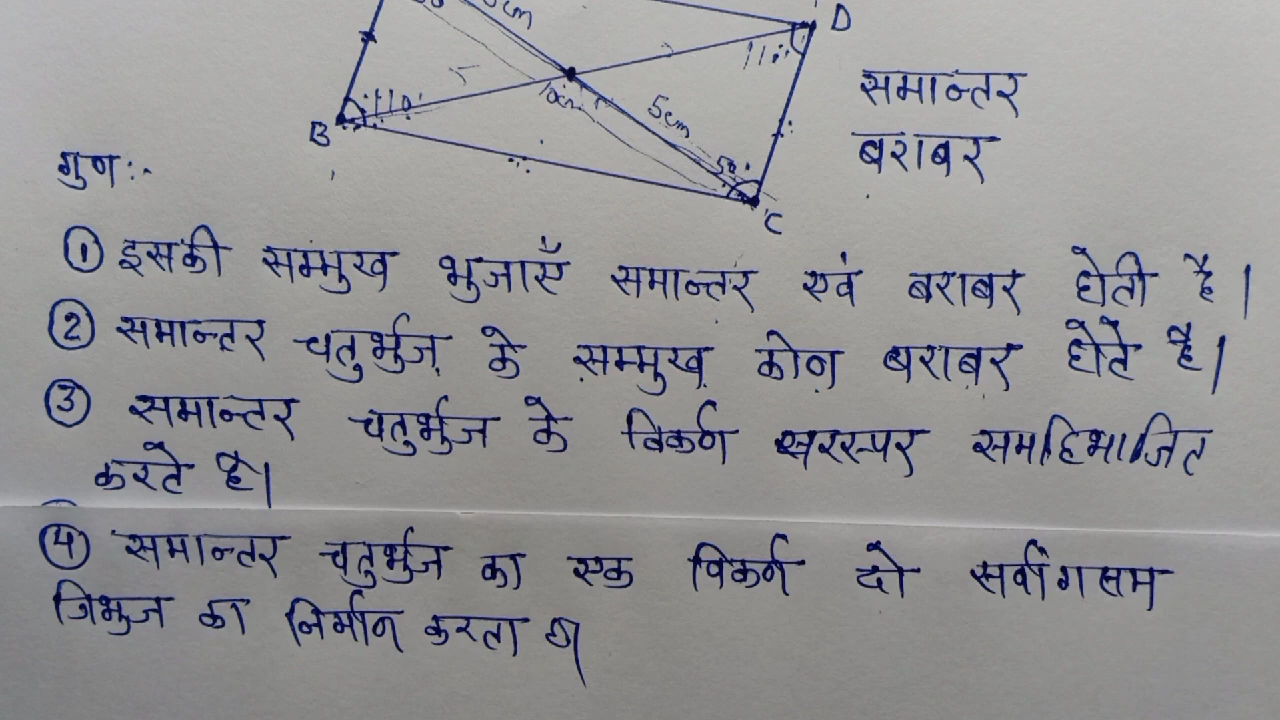 D
5cm
समान्तर
बराबर
B
गुण:-
C
① इसकी सम्मुख भुजाएँ समान्तर एवं बराबर होती है।
② समान्तर चतुर्भुज के सम्मुख कोण बराबर होते है।
③ समान्तर चतुर्भुज के विकर्ण परस्पर समद्विभाजित
करते है।
④ समान्तर चतुर्भुज का एक विकर्ण दो सर्वांगसम
त्रिभुज का निर्माण करता है।